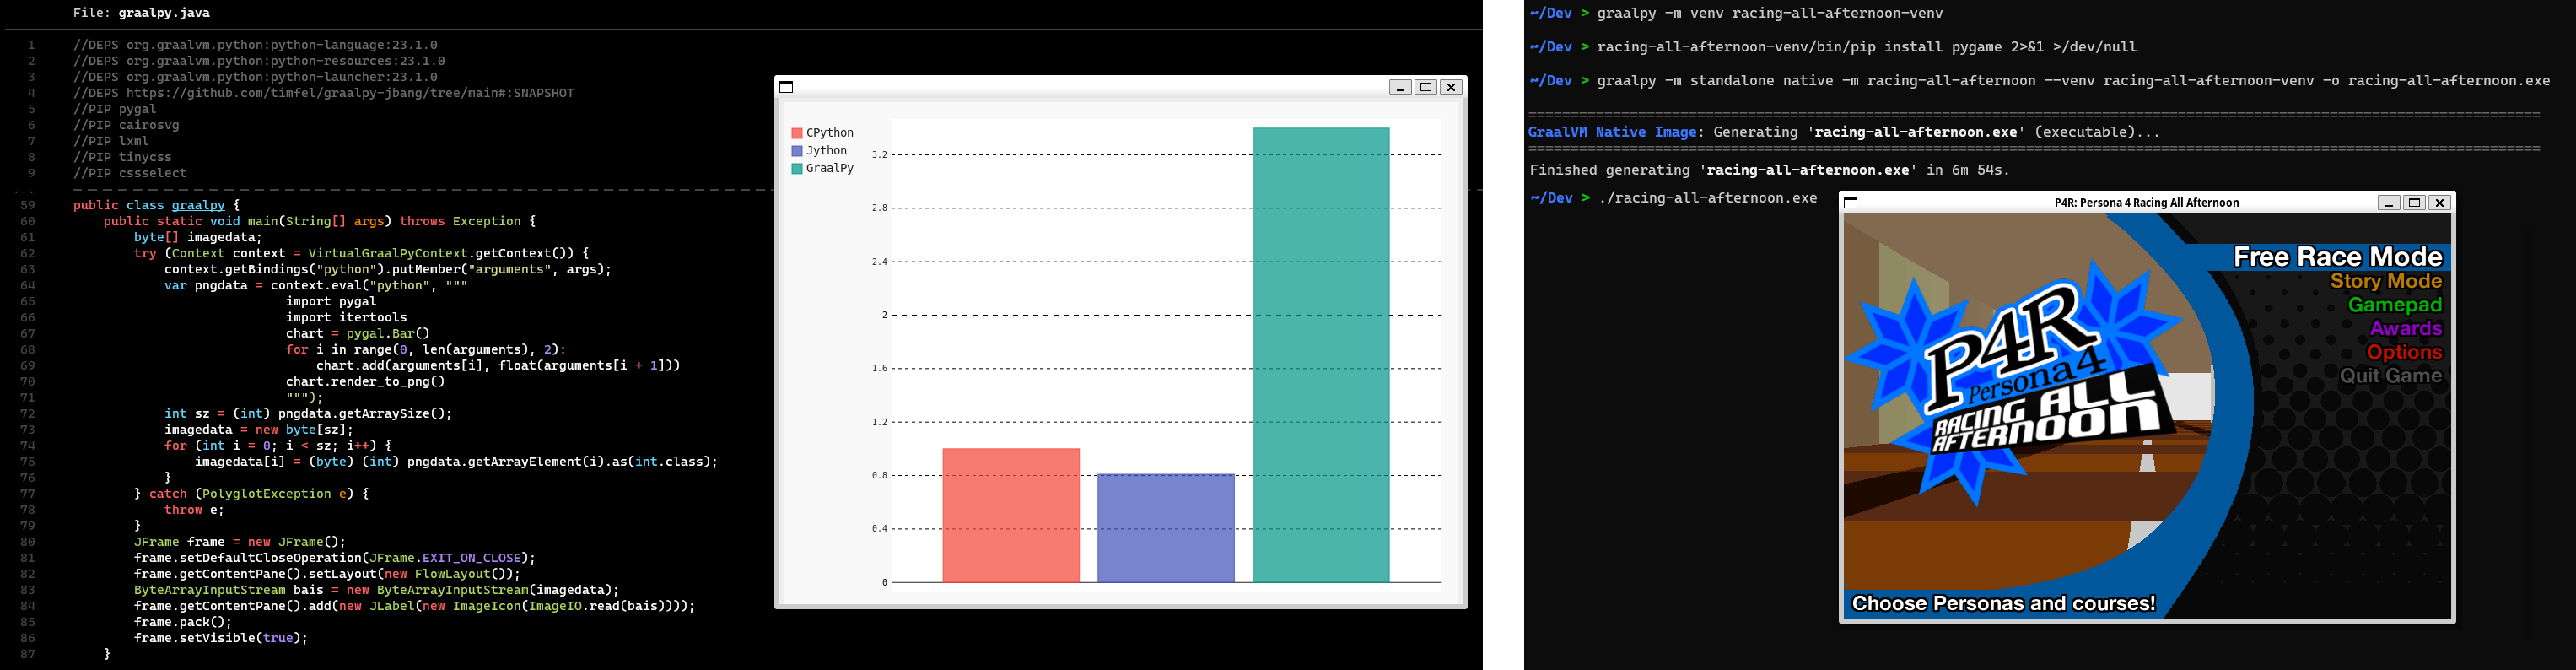 File: graalpy.java
1 //DEPS org.graalvm.python:python-language:23.1.0
2 //DEPS org.graalvm.python:python-resources:23.1.0
3 //DEPS org.graalvm.python:python-launcher:23.1.0
4 //DEPS https://github.com/timfel/graalpy-jbang/tree/main#:SNAPSHOT
5 //PIP pygal
6 //PIP cairosvg
7 //PIP lxml
8 //PIP tinycss
9 //PIP cssselect
...
59 public class graalpy {
60 public static void main(String[] args) throws Exception {
61 byte[] imagedata;
62 try (Context context = VirtualGraalPyContext.getContext()) {
63 context.getBindings("python").putMember("arguments", args);
64 var pngdata = context.eval("python", """
65 import pygal
66 import itertools
67 chart = pygal.Bar()
68 for i in range(0, len(arguments), 2):
69 chart.add(arguments[i], float(arguments[i + 1]))
70 chart.render_to_png()
71 """);
72 int sz = (int) pngdata.getArraySize();
73 imagedata = new byte[sz];
74 for (int i = 0; i < sz; i++) {
75 imagedata[i] = (byte) (int) pngdata.getArrayElement(i).as(int.class);
76 }
77 } catch (PolyglotException e) {
78 throw e;
79 }
80 JFrame frame = new JFrame();
81 frame.setDefaultCloseOperation(JFrame.EXIT_ON_CLOSE);
82 frame.getContentPane().setLayout(new FlowLayout());
83 ByteArrayInputStream bais = new ByteArrayInputStream(imagedata);
84 frame.getContentPane().add(new JLabel(new ImageIcon(ImageIO.read(bais))));
85 frame.pack();
86 frame.setVisible(true);
87 }
CPython
Jython
GraalPy
3.2
2.8
2.4
2
1.6
1.2
0.8
0.4
0
~/Dev > graalpy -m venv racing-all-afternoon-venv
~/Dev > racing-all-afternoon-venv/bin/pip install pygame 2>&1 >/dev/null
~/Dev > graalpy -m standalone native -m racing-all-afternoon --venv racing-all-afternoon-venv -o racing-all-afternoon.exe
GraalVM Native Image: Generating 'racing-all-afternoon.exe' (executable)...
Finished generating 'racing-all-afternoon.exe' in 6m 54s.
~/Dev > ./racing-all-afternoon.exe
P4R: Persona 4 Racing All Afternoon
Free Race Mode
Story Mode
Gamepad
Awards
Options
Quit Game
P4R
Persona4
RACING ALL
AFTERNOON
Choose Personas and courses!